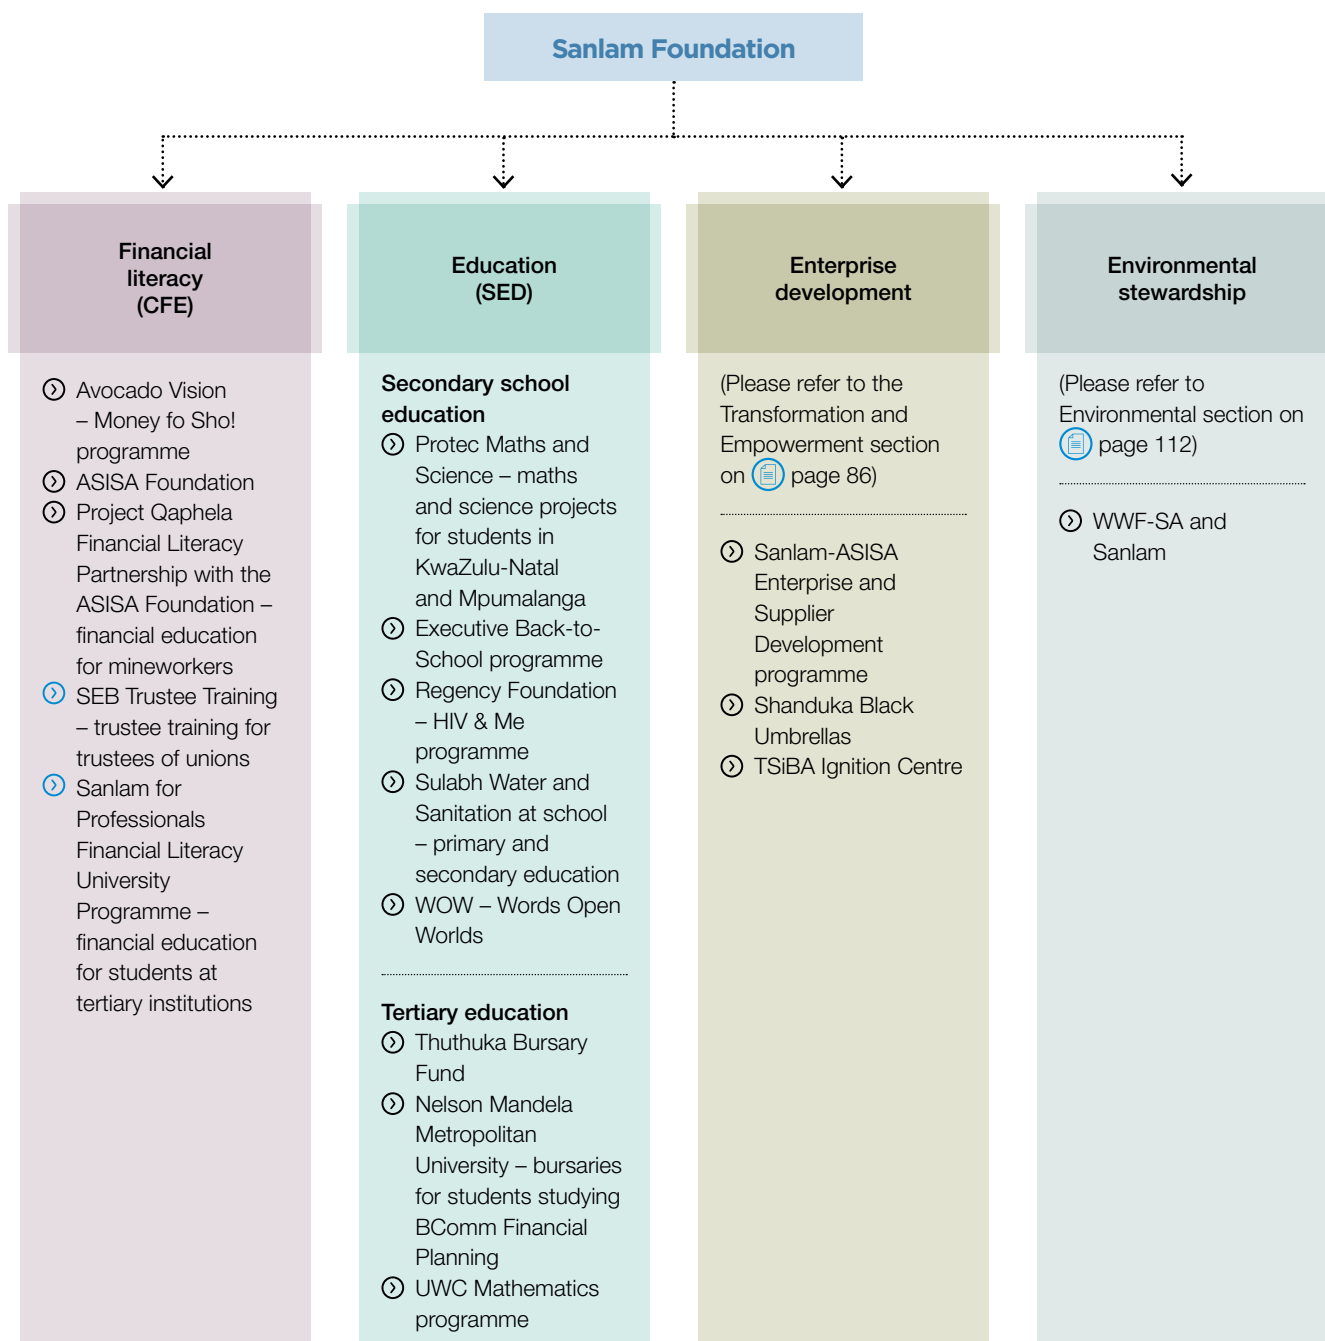 Sanlam Foundation
Financial
literacy
(CFE)
Avocado Vision
– Money fo Sho!
programme
ASISA Foundation
Project Qaphela
Financial Literacy
Partnership with the
ASISA Foundation –
financial education
for mineworkers
SEB Trustee Training
– trustee training for
trustees of unions
Sanlam for
Professionals
Financial Literacy
University
Programme –
financial education
for students at
tertiary institutions
Education
(SED)
Secondary school
education
Protec Maths and
Science – maths
and science projects
for students in
KwaZulu-Natal
and Mpumalanga
Executive Back-to-
School programme
Regency Foundation
– HIV & Me
programme
Sulabh Water and
Sanitation at school
– primary and
secondary education
WOW – Words Open
Worlds
Tertiary education
Thuthuka Bursary
Fund
Nelson Mandela
Metropolitan
University – bursaries
for students studying
BComm Financial
Planning
UWC Mathematics
programme
Enterprise
development
(Please refer to the
Transformation and
Empowerment section
on page 86)
Sanlam-ASISA
Enterprise and
Supplier
Development
programme
Shanduka Black
Umbrellas
TSiBA Ignition Centre
Environmental
stewardship
(Please refer to
Environmental section on
page 112)
WWF-SA and
Sanlam